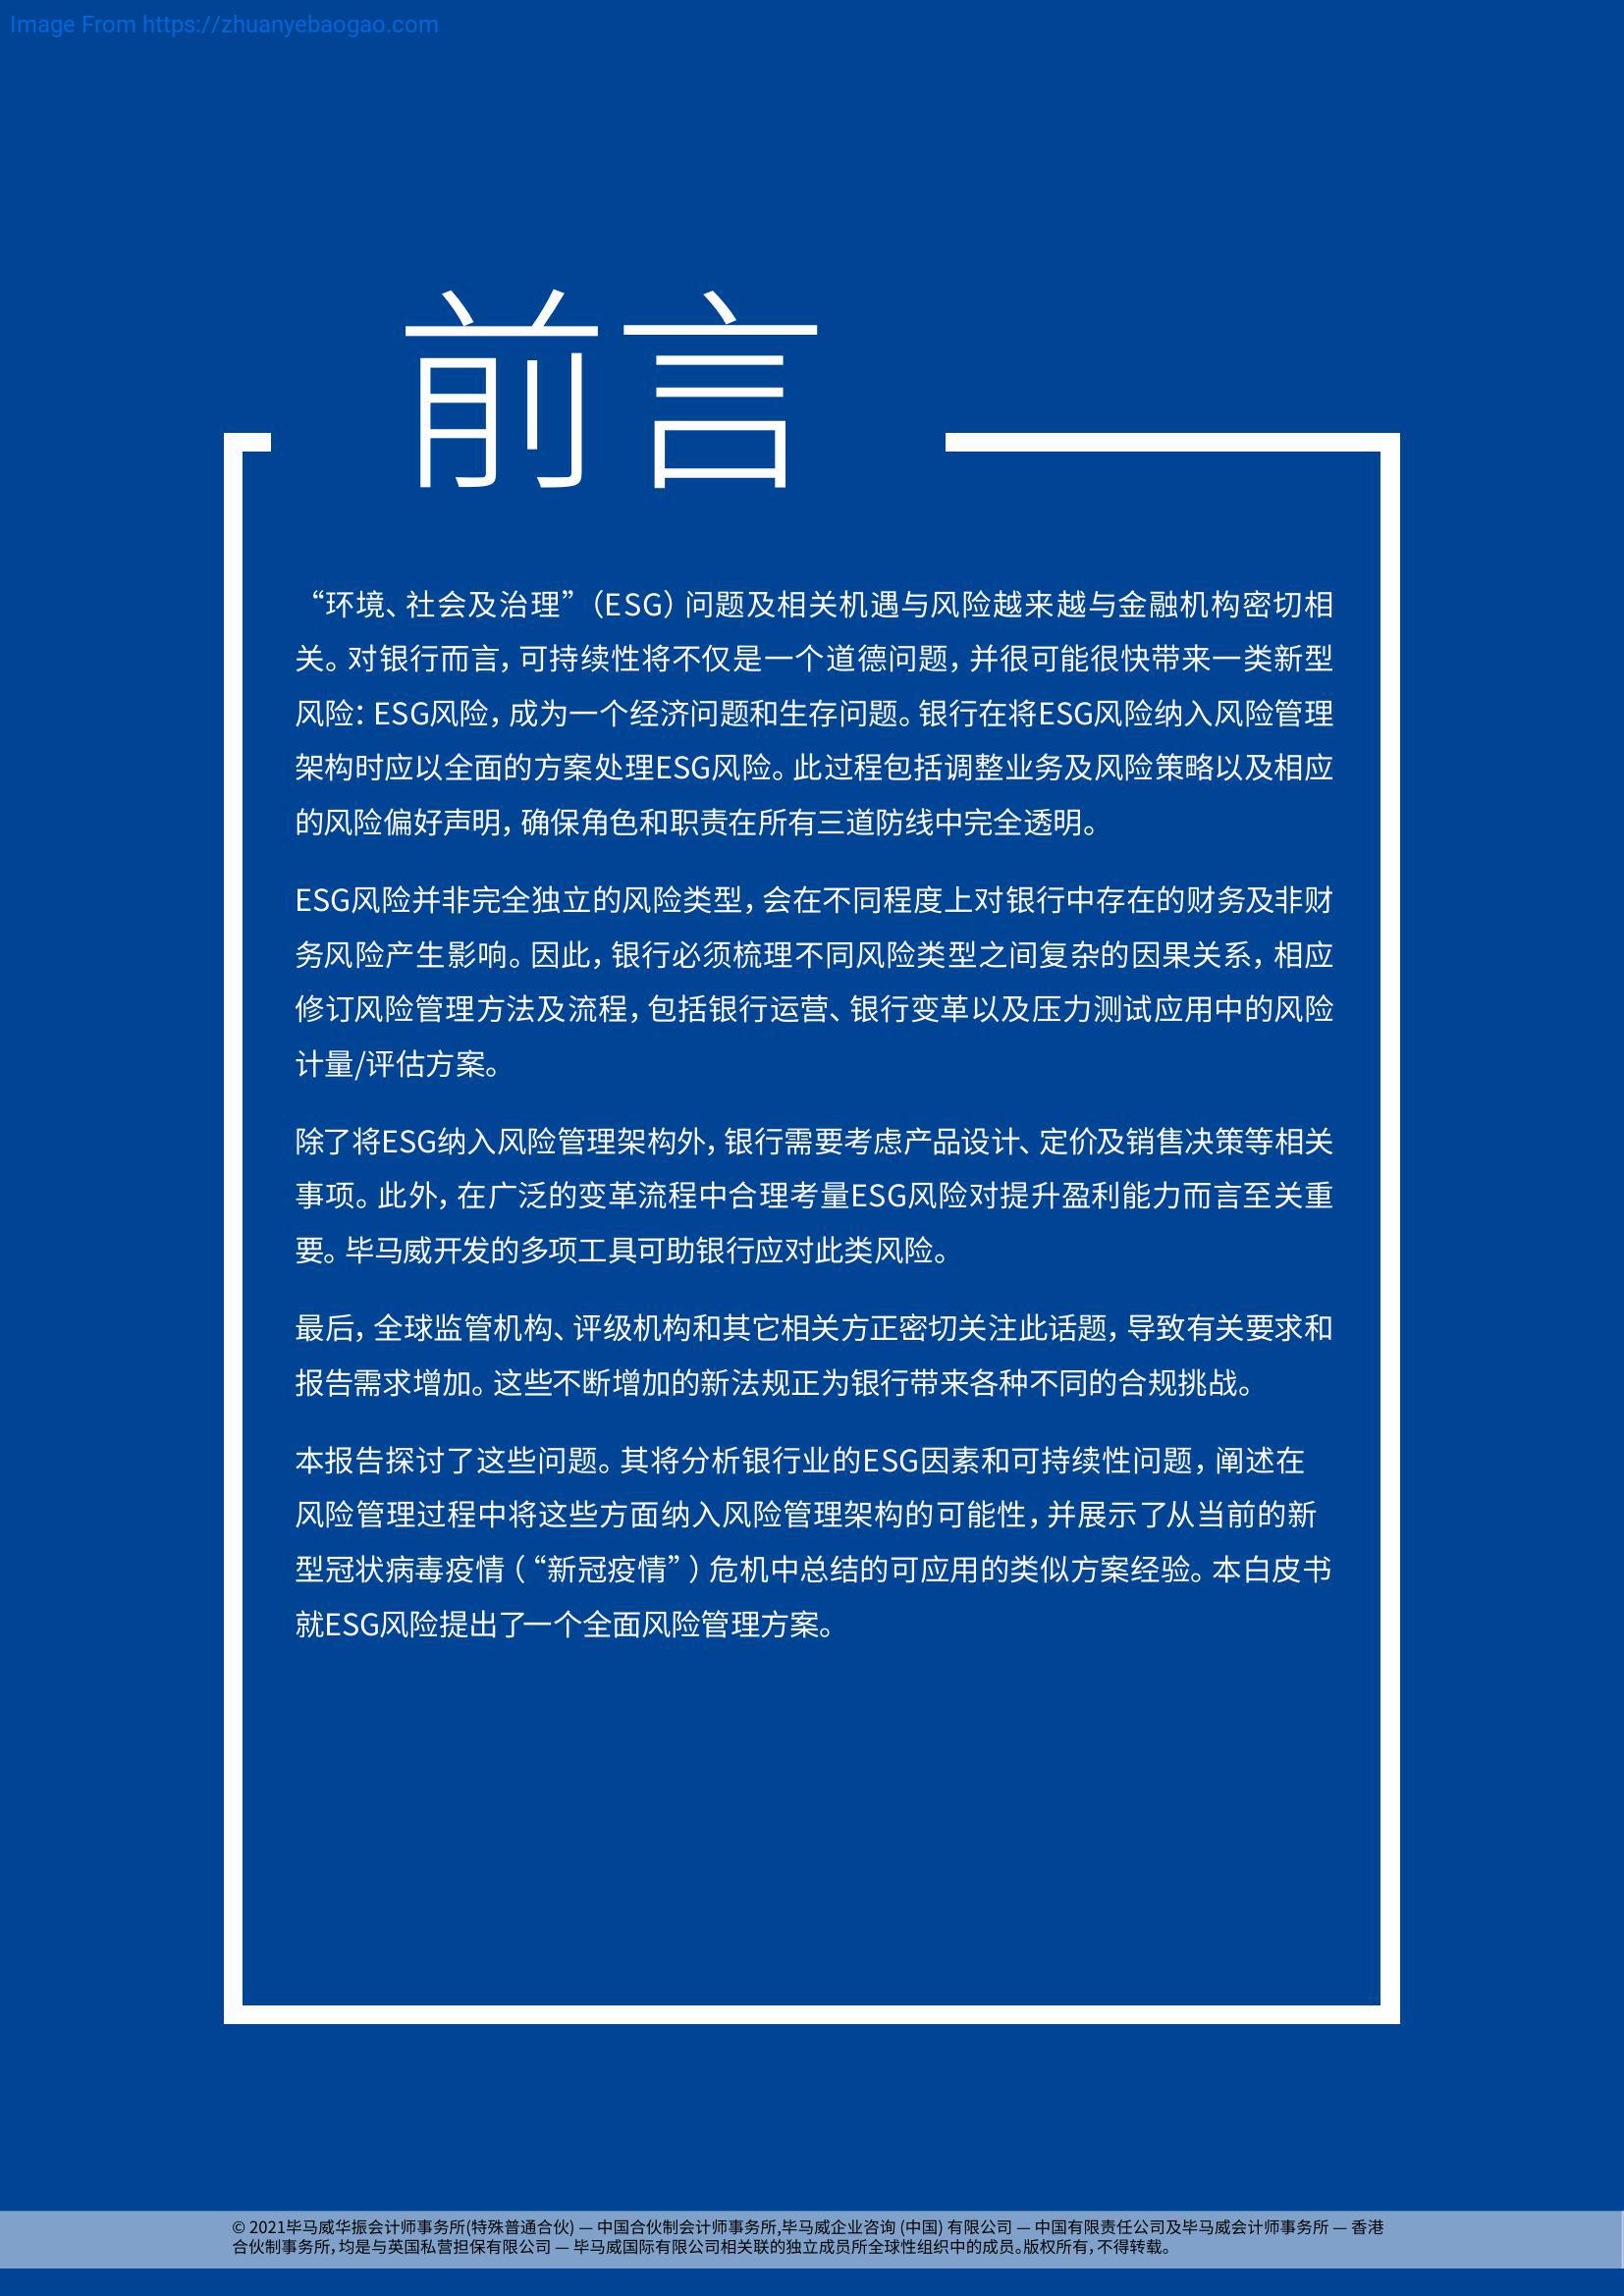 Image From https://zhuanyebaogao.com
前言
“环境、社会及治理”（ESG）问题及相关机遇与风险越来越与金融机构密切相
关。对银行而言，可持续性将不仅是一个道德问题，并很可能很快带来一类新型
风险：ESG风险，成为一个经济问题和生存问题。银行在将ESG风险纳入风险管理
架构时应以全面的方案处理ESG风险。此过程包括调整业务及风险策略以及相应
的风险偏好声明，确保角色和职责在所有三道防线中完全透明。
ESG风险并非完全独立的风险类型，会在不同程度上对银行中存在的财务及非财
务风险产生影响。因此，银行必须梳理不同风险类型之间复杂的因果关系，相应
修订风险管理方法及流程，包括银行运营、银行变革以及压力测试应用中的风险
计量/评估方案。
除了将ESG纳入风险管理架构外，银行需要考虑产品设计、定价及销售决策等相关
事项。此外，在广泛的变革流程中合理考量ESG风险对提升盈利能力而言至关重
要。毕马威开发的多项工具可助银行应对此类风险。
最后，全球监管机构、评级机构和其它相关方正密切关注此话题，导致有关要求和
报告需求增加。这些不断增加的新法规正为银行带来各种不同的合规挑战。
本报告探讨了这些问题。其将分析银行业的ESG因素和可持续性问题，阐述在
风险管理过程中将这些方面纳入风险管理架构的可能性，并展示了从当前的新
型冠状病毒疫情（“新冠疫情”）危机中总结的可应用的类似方案经验。本白皮书
就ESG风险提出了一个全面风险管理方案。
© 2021毕马威华振会计师事务所(特殊普通合伙) — 中国合伙制会计师事务所,毕马威企业咨询 (中国) 有限公司 — 中国有限责任公司及毕马威会计师事务所 — 香港
合伙制事务所，均是与英国私营担保有限公司 — 毕马威国际有限公司相关联的独立成员所全球性组织中的成员。版权所有，不得转载。